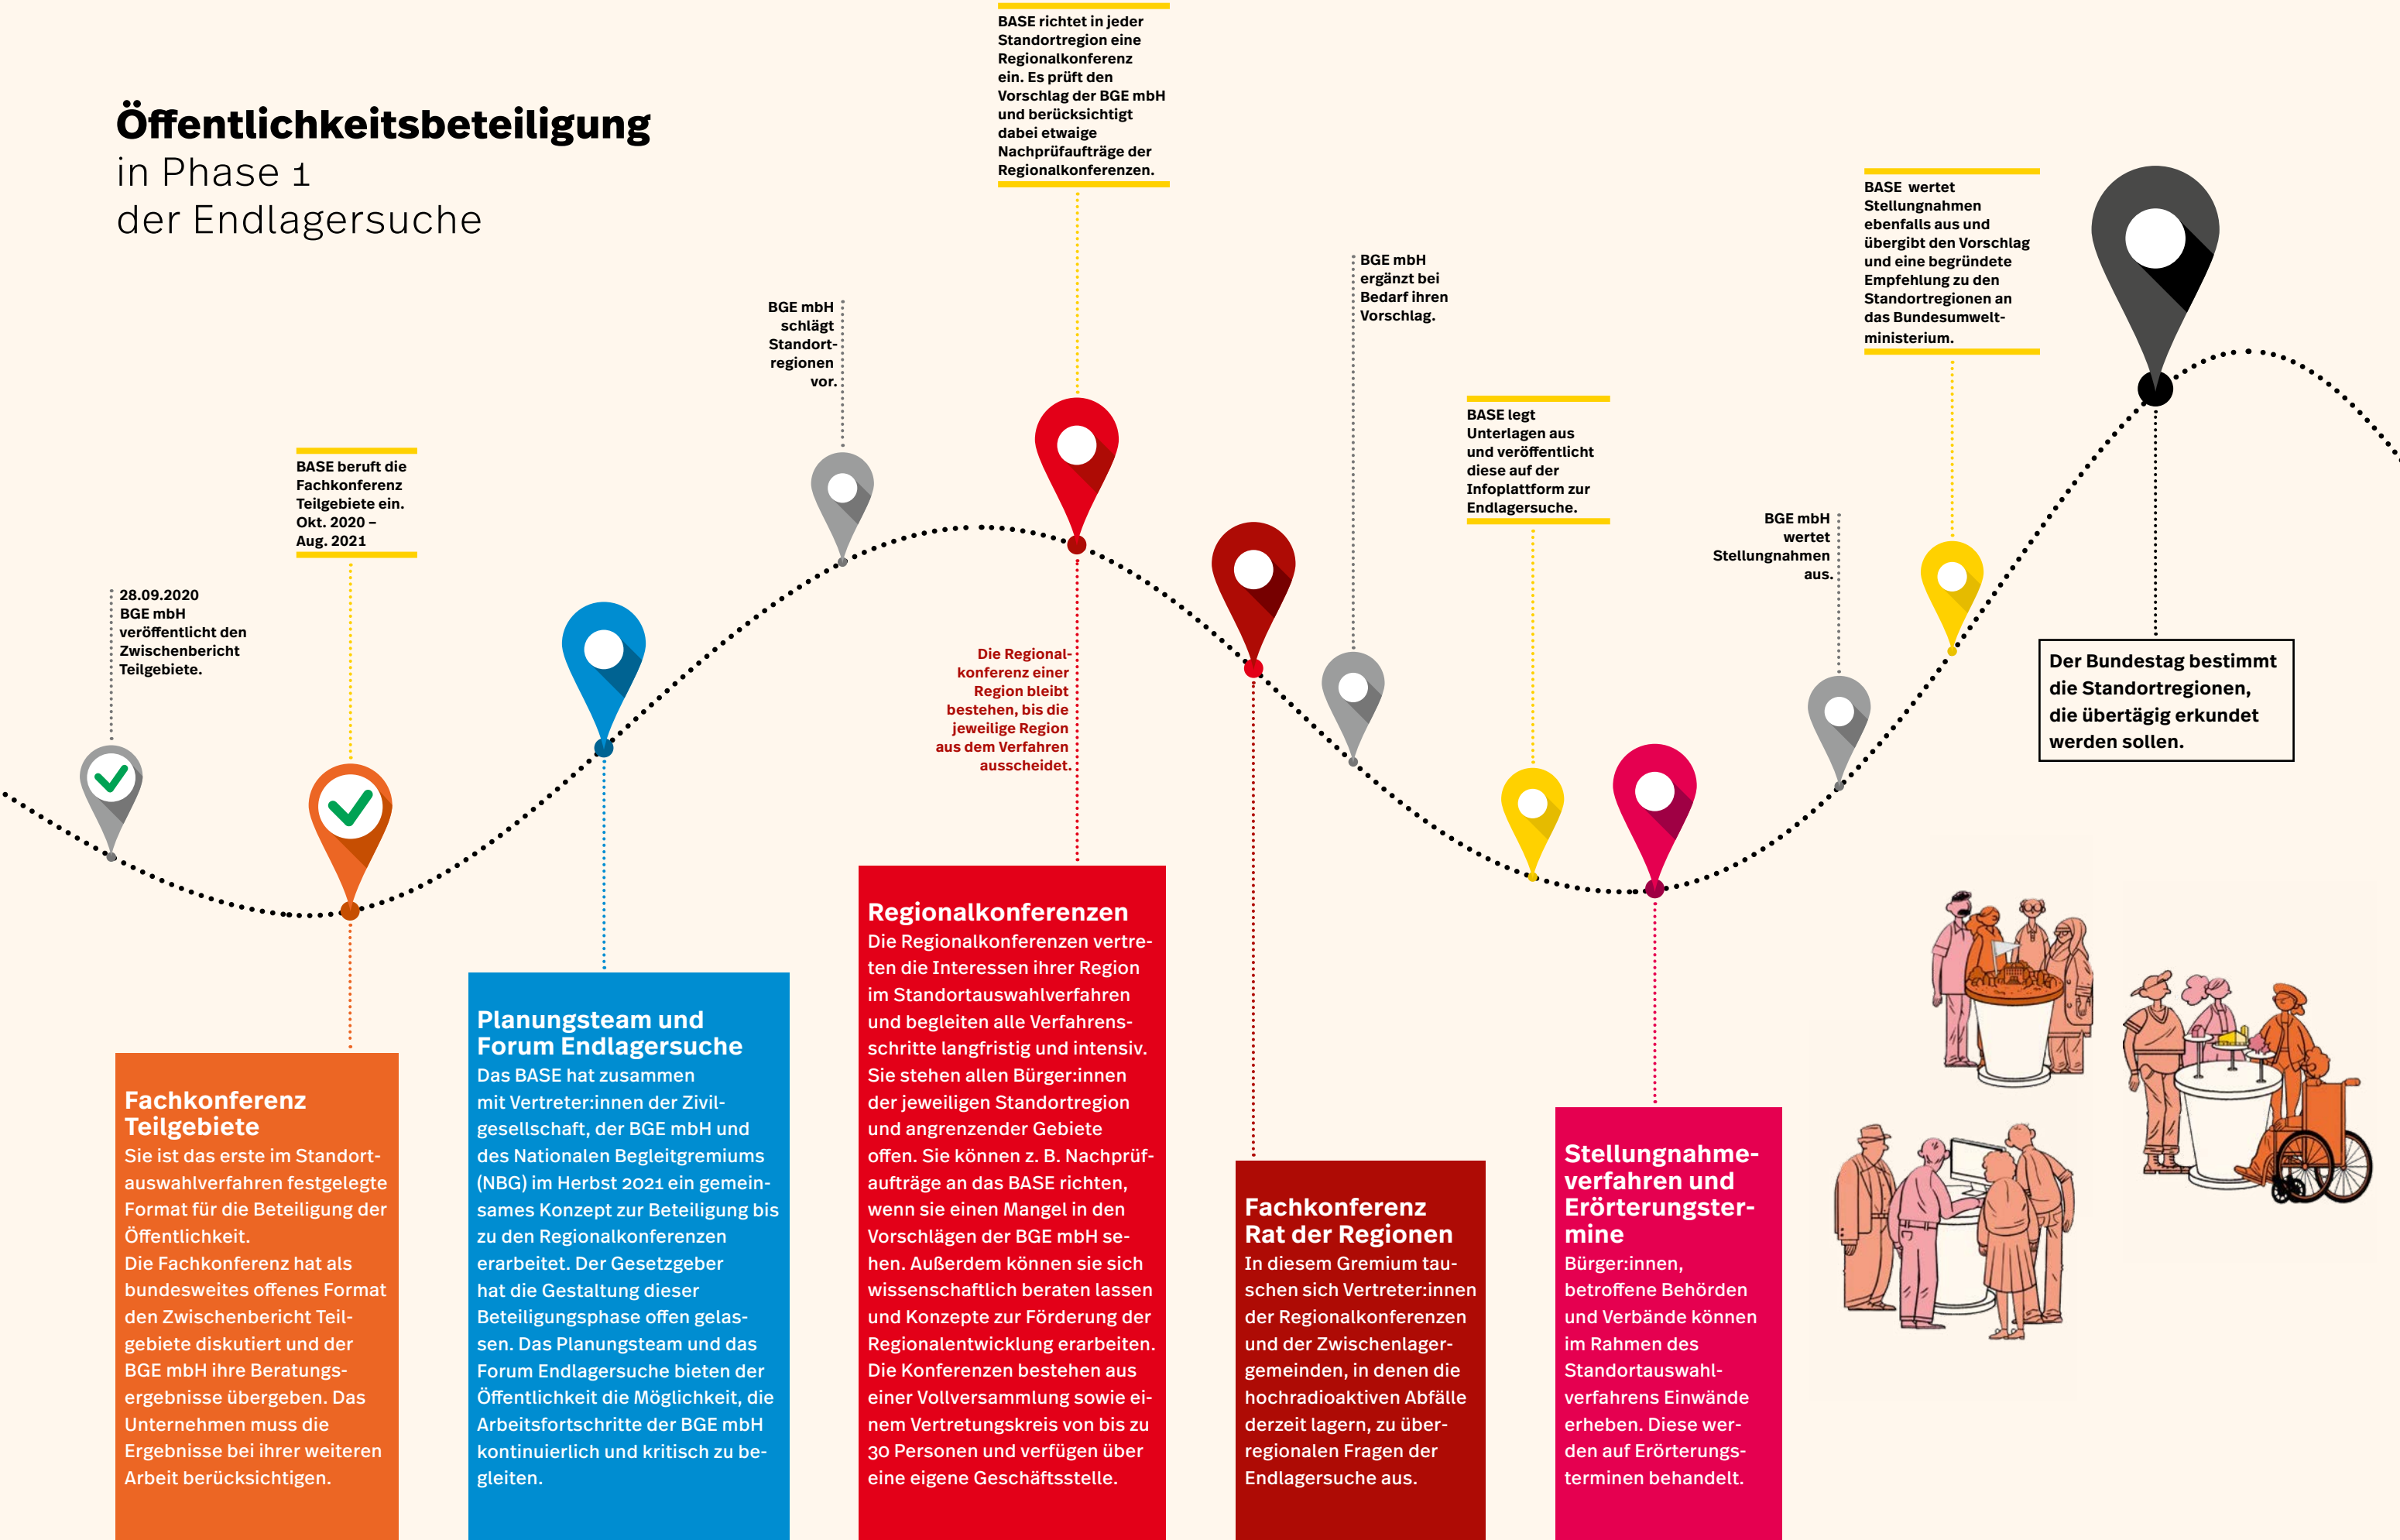 Öffentlichkeitsbeteiligung
in Phase 1
der Endlagersuche
28.09.2020
BGE mbH
veröffentlicht den
Zwischenbericht
Teilgebiete.
BASE beruft die
Fachkonferenz
Teilgebiete ein.
Okt. 2020 –
Aug. 2021
BGE mbH
schlägt
Standort-
regionen
vor.
BASE richtet in jeder
Standortregion eine
Regionalkonferenz
ein. Es prüft den
Vorschlag der BGE mbH
und berücksichtigt
dabei etwaige
Nachprüfaufträge der
Regionalkonferenzen.
Die Regional-
konferenz einer
Region bleibt
bestehen, bis die
jeweilige Region
aus dem Verfahren
ausscheidet.
BGE mbH
ergänzt bei
Bedarf ihren
Vorschlag.
BASE legt
Unterlagen aus
und veröffentlicht
diese auf der
Infoplattform zur
Endlagersuche.
BGE mbH
wertet
Stellungnahmen
aus.
BASE  wertet
Stellungnahmen
ebenfalls aus und
übergibt den Vorschlag
und eine begründete
Empfehlung zu den
Standortregionen an
das Bundesumwelt-
ministerium.
Der Bundestag bestimmt
die Standortregionen,
die übertägig erkundet
werden sollen.
Fachkonferenz
Teilgebiete
Sie ist das erste im Standort-
auswahlverfahren festgelegte
Format für die Beteiligung der
Öffentlichkeit.
Die Fachkonferenz hat als
bundesweites offenes Format
den Zwischenbericht Teil-
gebiete diskutiert und der
BGE mbH ihre Beratungs-
ergebnisse übergeben. Das
Unternehmen muss die
Ergebnisse bei ihrer weiteren
Arbeit berücksichtigen.
Planungsteam und
Forum Endlagersuche
Das BASE hat zusammen
mit Vertreter:innen der Zivil-
gesellschaft, der BGE mbH und
des Nationalen Begleitgremiums
(NBG) im Herbst 2021 ein gemein-
sames Konzept zur Beteiligung bis
zu den Regionalkonferenzen
erarbeitet. Der Gesetzgeber
hat die Gestaltung dieser
Beteiligungsphase offen gelas-
sen. Das Planungsteam und das
Forum Endlagersuche bieten der
Öffentlichkeit die Möglichkeit, die
Arbeitsfortschritte der BGE mbH
kontinuierlich und kritisch zu be-
gleiten.
Regionalkonferenzen
Die Regionalkonferenzen vertre-
ten die Interessen ihrer Region
im Standortauswahlverfahren
und begleiten alle Verfahrens-
schritte langfristig und intensiv.
Sie stehen allen Bürger:innen
der jeweiligen Standortregion
und angrenzender Gebiete
offen. Sie können z. B. Nachprüf-
aufträge an das BASE richten,
wenn sie einen Mangel in den
Vorschlägen der BGE mbH se-
hen. Außerdem können sie sich
wissenschaftlich beraten lassen
und Konzepte zur Förderung der
Regionalentwicklung erarbeiten.
Die Konferenzen bestehen aus
einer Vollversammlung sowie ei-
nem Vertretungskreis von bis zu
30 Personen und verfügen über
eine eigene Geschäftsstelle.
Fachkonferenz
Rat der Regionen
In diesem Gremium tau-
schen sich Vertreter:innen
der Regionalkonferenzen
und der Zwischenlager-
gemeinden, in denen die
hochradioaktiven Abfälle
derzeit lagern, zu über-
regionalen Fragen der
Endlagersuche aus.
Stellungnahme-
verfahren und
Erörterungster-
mine
Bürger:innen,
betroffene Behörden
und Verbände können
im Rahmen des
Standortauswahl-
verfahrens Einwände
erheben. Diese wer-
den auf Erörterungs-
terminen behandelt.